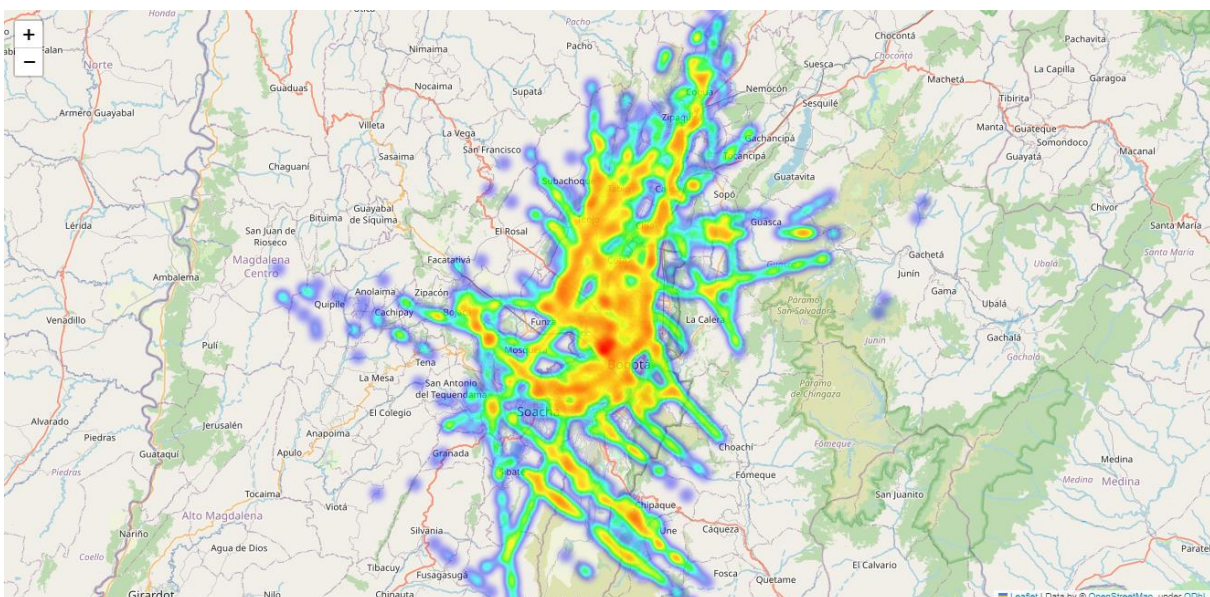 Honda
Chocontá
Pachavita
+
Falan
Nimaima
Pacho
Chocontá
−
Norte
Suesca
La Capilla
Garagoa
Machetá
Guaduas
Nocaima
Supatá
Nemocón
Sesquilé
Tibirita
Armero Guayabal
Villeta
La Vega
Gachancipá
Manta
Guateque
Somondoco
San Francisco
Macanal
Sasaima
Tocancipá
Guayatá
Chaguaní
Subachoque
Guatavita
Sopó
Guayabal
de Síquima
Chivor
Bituima
Guasca
Lérida
San Juan de
Rioseco
El Rosal
Santa María
Santa María
Magdalena
Centro
Facatativá
Gachetá
Ubalá
Ambalema
Junín
Anolaima
Zipacón
Gama
Ubalá
Quipile
Cachipay
Páramo
San Salvador
Venadillo
Funza
La Calera
Junín
Gachalá
Pulí
Mosquera
Gachalá
Tena
Bogotá
La Mesa
San Antonio
del Tequendama
Páramo
de Chingaza
El Colegio
Soacha
Alvarado
Jerusalén
Anapoima
Piedras
Choachí
Fómeque
Guataquí
Apulo
Granada
Medina
Piedras
Fómeque
Medina
Medina
Tocaima
San Juanito
Viotá
Chipaque
Alto Magdalena
Nariño
Silvania
Une
Cáqueza
Coello
Agua de Dios
El Calvario
Tibacuy
Fusagasugá
Fosca
Quetame
Girardot
Nilo
Chinauta
Leaflet | Data by © OpenStreetMap, under ODbL.